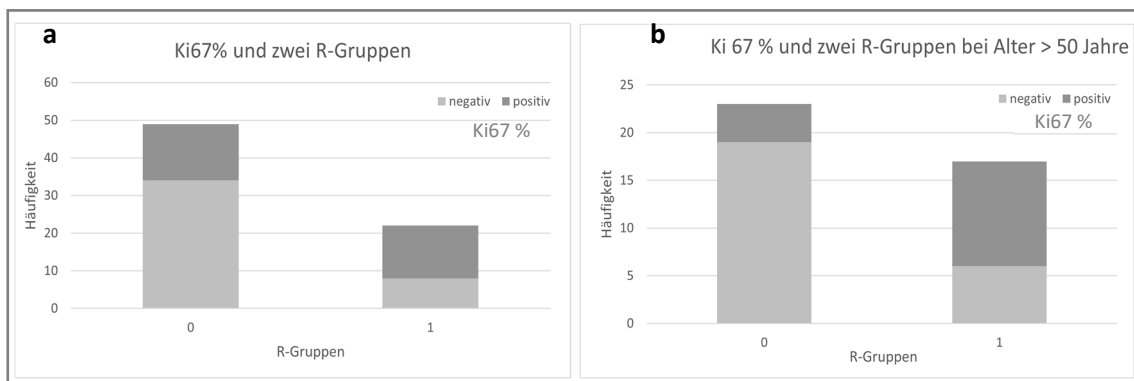 a
Ki67% und zwei R-Gruppen
60
50
40
30
20
10
0
Häufigkeit
negativ positiv
Ki67 %
0 1
R-Gruppen
b
Ki 67 % und zwei R-Gruppen bei Alter > 50 Jahre
25
20
15
10
5
0
Häufigkeit
negativ positiv
Ki67 %
0 1
R-Gruppen